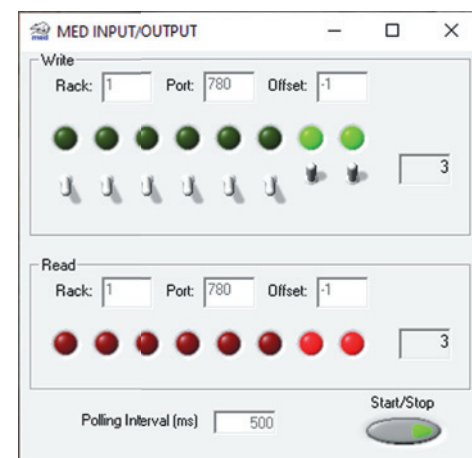 med MED INPUT/OUTPUT
Write
Rack: 1 Port: 780 Offset: -1
3
Read
Rack: 1 Port: 780 Offset: -1
3
Start/Stop
Polling Interval (ms) 500